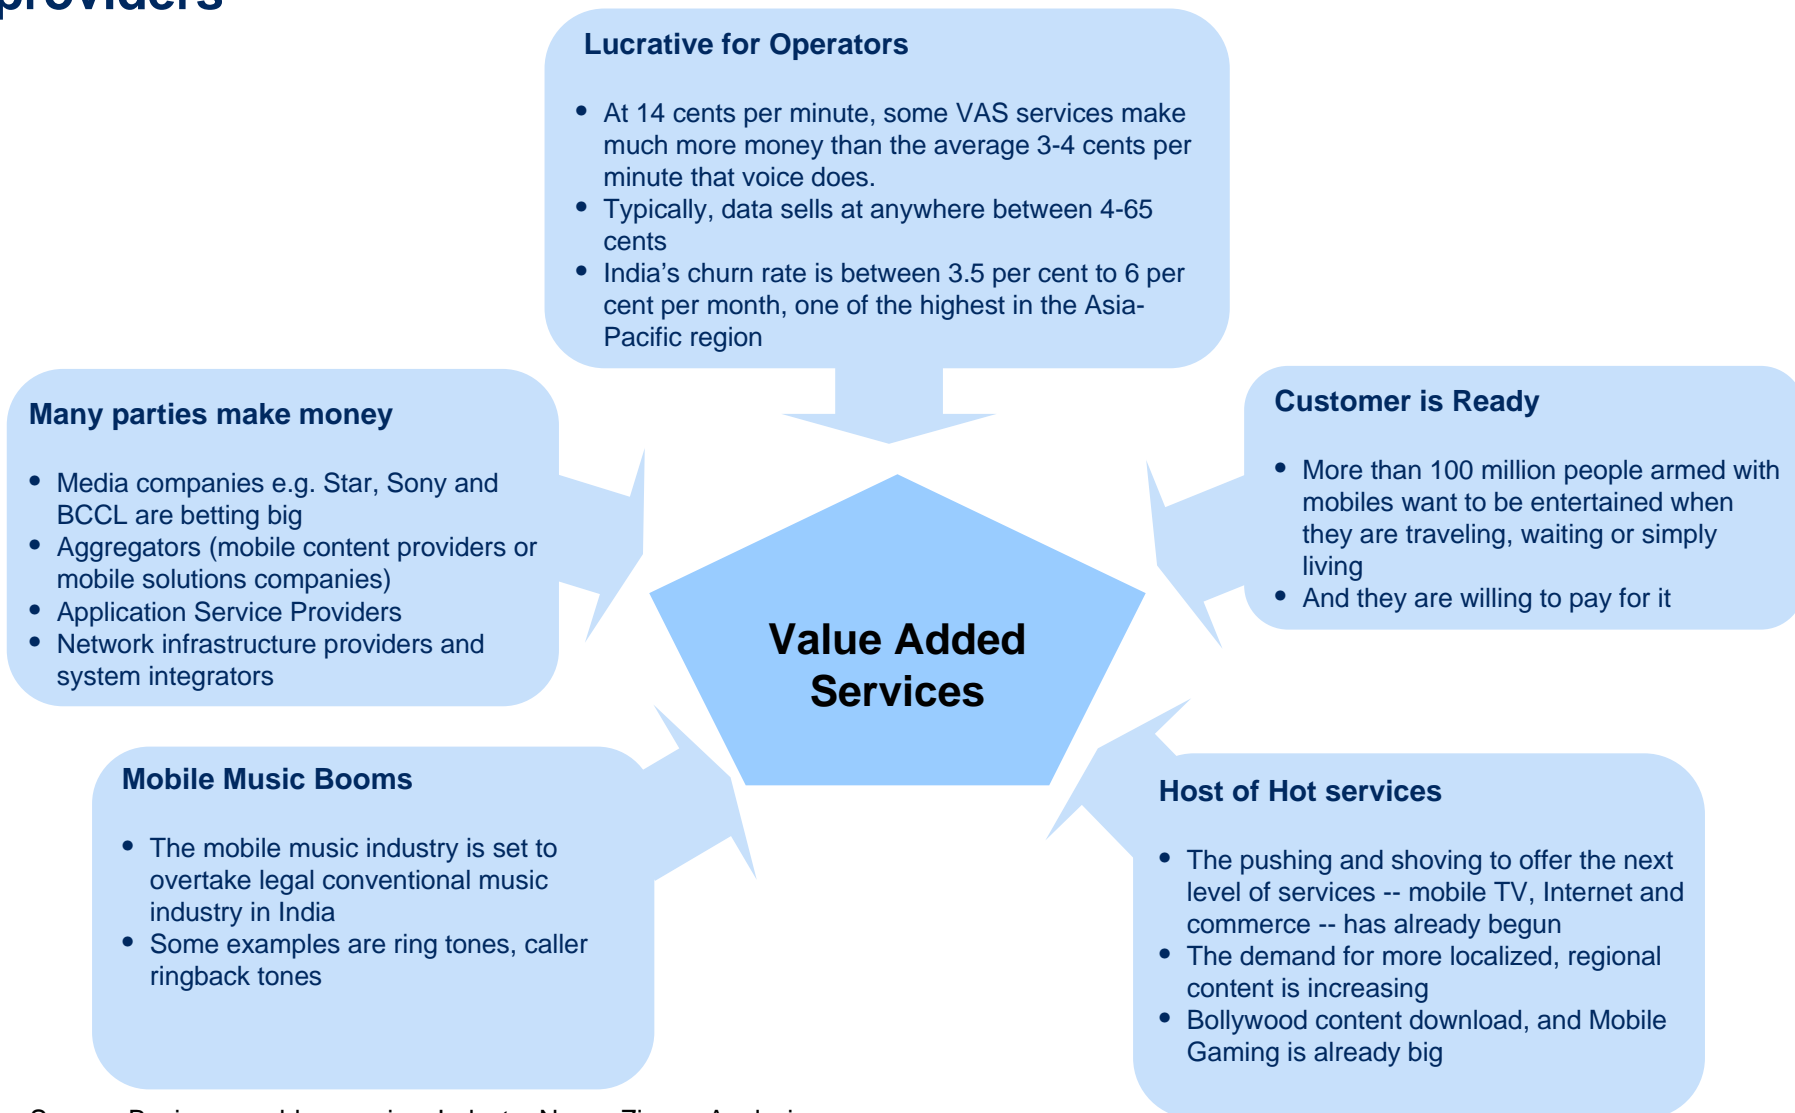 providers
Lucrative for Operators
• At 14 cents per minute, some VAS services make
much more money than the average 3-4 cents per
minute that voice does.
• Typically, data sells at anywhere between 4-65
cents
• India’s churn rate is between 3.5 per cent to 6 per
cent per month, one of the highest in the Asia-
Pacific region
Many parties make money
• Media companies e.g. Star, Sony and
BCCL are betting big
• Aggregators (mobile content providers or
mobile solutions companies)
• Application Service Providers
• Network infrastructure providers and
system integrators
Customer is Ready
• More than 100 million people armed with
mobiles want to be entertained when
they are traveling, waiting or simply
living
• And they are willing to pay for it
Value Added
Services
Mobile Music Booms
• The mobile music industry is set to
overtake legal conventional music
industry in India
• Some examples are ring tones, caller
ringback tones
Host of Hot services
• The pushing and shoving to offer the next
level of services -- mobile TV, Internet and
commerce -- has already begun
• The demand for more localized, regional
content is increasing
• Bollywood content download, and Mobile
Gaming is already big